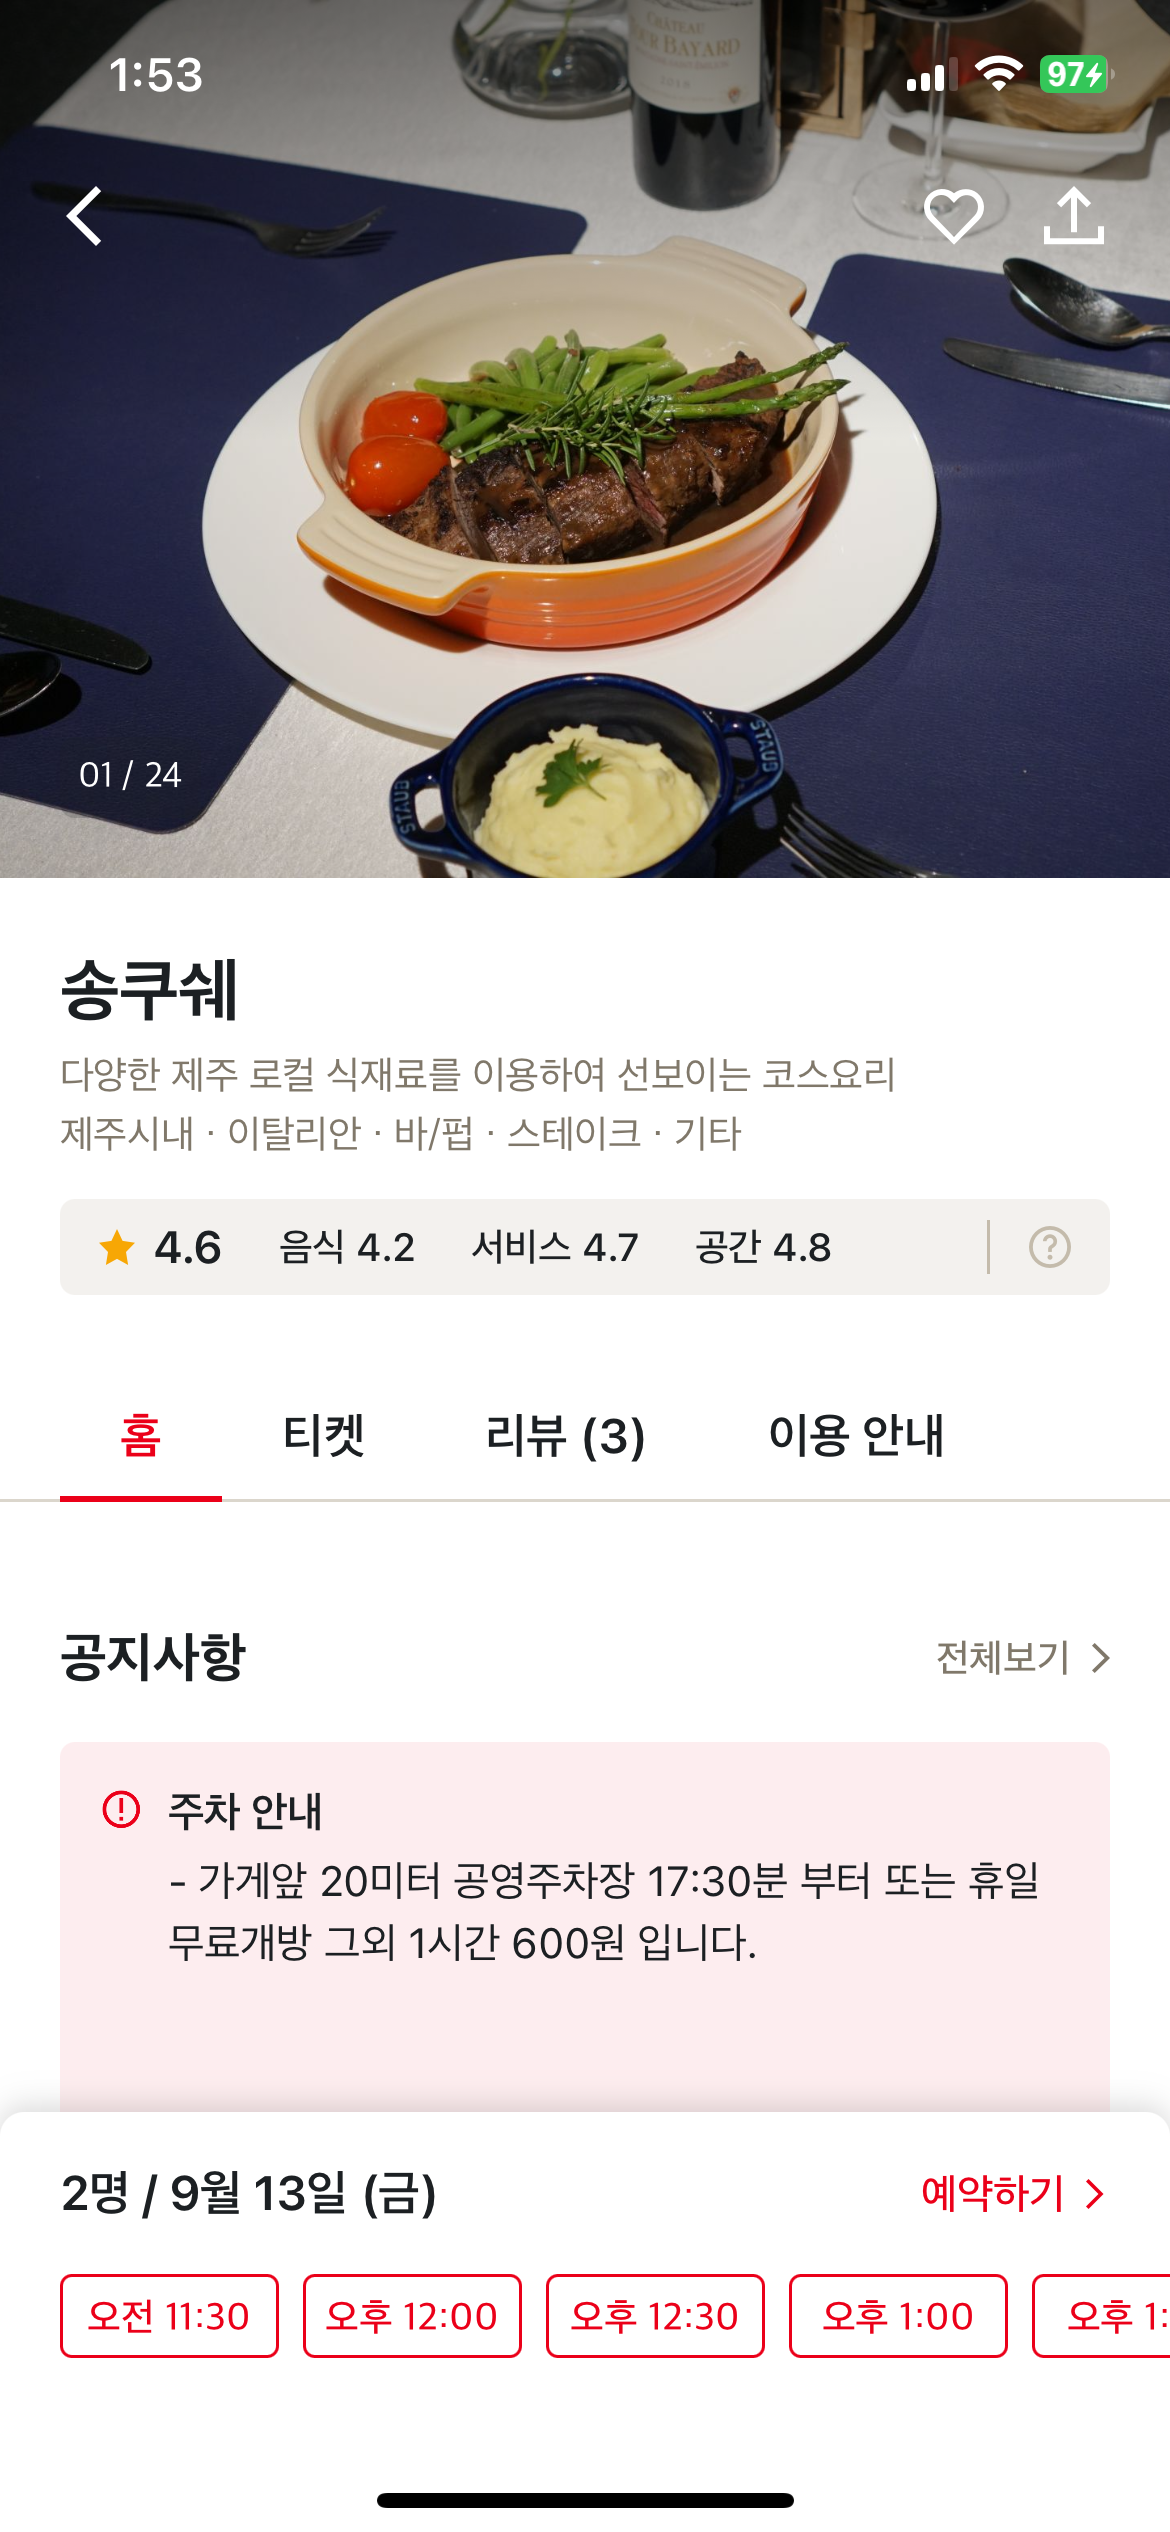 1:53
97
CHÂTEAU
TOUR BAYARD
2019
STAUB
STAUB
01 / 24
송쿠쉐
다양한 제주 로컬 식재료를 이용하여 선보이는 코스요리
제주시내 · 이탈리안 · 바/펍 · 스테이크 · 기타
4.6 음식 4.2 서비스 4.7 공간 4.8
홈 티켓 리뷰 (3) 이용 안내
공지사항 전체보기
주차 안내
- 가게앞 20미터 공영주차장 17:30분 부터 또는 휴일
무료개방 그외 1시간 600원 입니다.
2명 / 9월 13일 (금) 예약하기
오전 11:30 오후 12:00 오후 12:30 오후 1:00 오후 1: